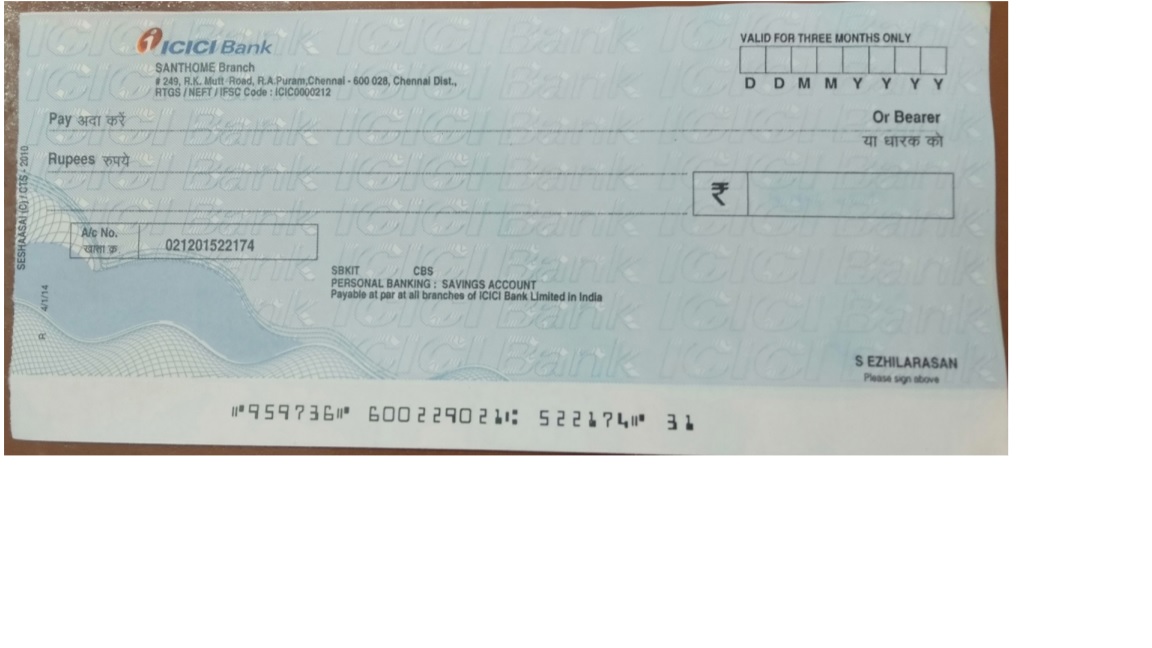 ICICI Bank
SANTHOME Branch
# 249, R.K. Mutt Road, R.A.Puram,Chennai - 600 028, Chennai Dist.,
RTGS / NEFT / IFSC Code : ICIC0000212
VALID FOR THREE MONTHS ONLY
D D M M Y Y Y Y
Pay अदा करें
Or Bearer
या धारक को
Rupees रुपये
₹
A/c No.
खाता क्र.
021201522174
SBKIT CBS
PERSONAL BANKING : SAVINGS ACCOUNT
Payable at par at all branches of ICICI Bank Limited in India
SESHAASAI (C) / CTS - 2010
R 4/1/14
S EZHILARASAN
Please sign above
⑈959736⑈ 600229021⑆ 522174⑈ 31